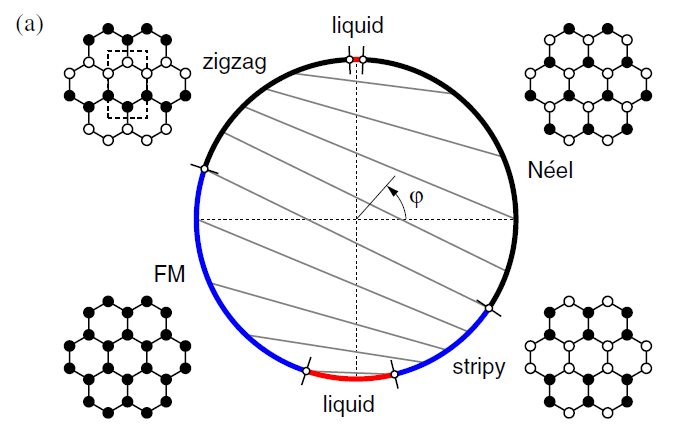 (a)
liquid
zigzag
Néel
φ
FM
stripy
liquid